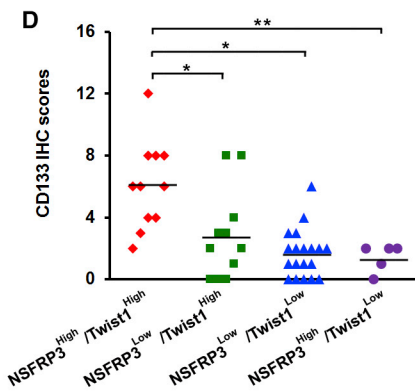 D
**
*
*
16
12
8
4
0
CD133 IHC scores
NSFRP3High/Twist1High
NSFRP3Low/Twist1High
NSFRP3Low/Twist1Low
NSFRP3High/Twist1Low